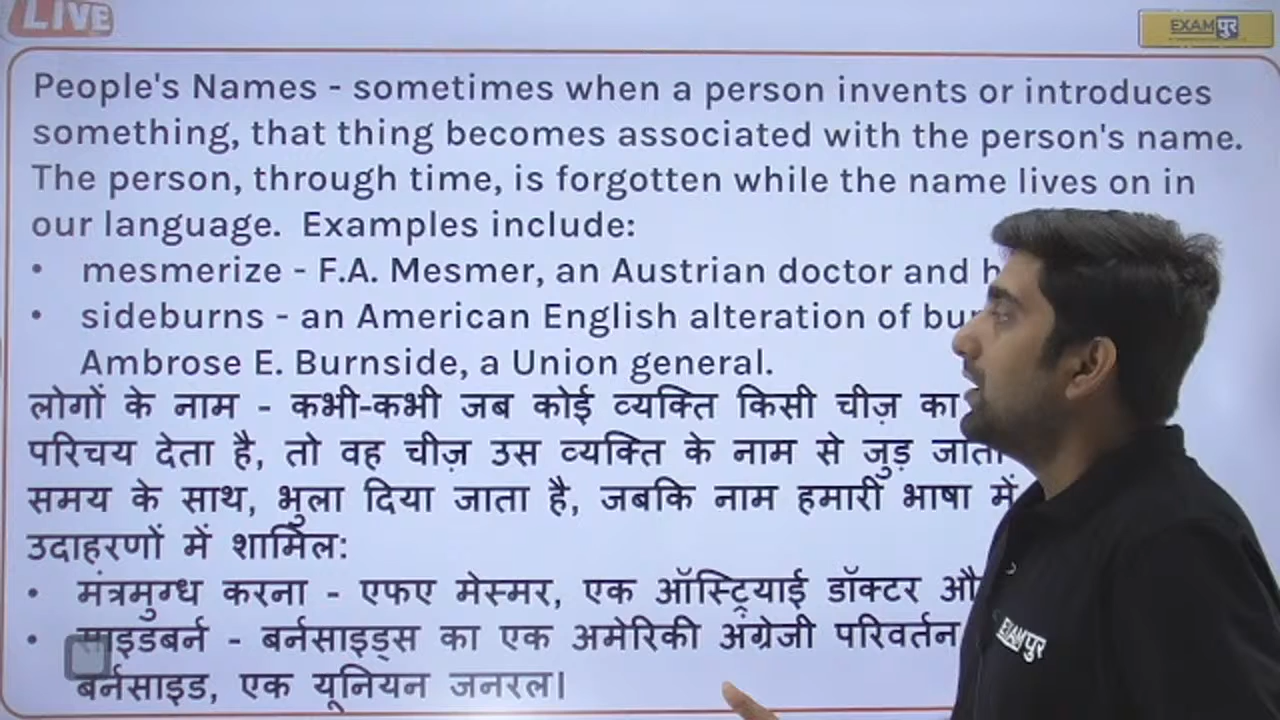 LIVE
EXAMपुर
People's Names - sometimes when a person invents or introduces
something, that thing becomes associated with the person's name.
The person, through time, is forgotten while the name lives on in
our language. Examples include:
• mesmerize - F.A. Mesmer, an Austrian doctor and
• sideburns - an American English alteration of
Ambrose E. Burnside, a Union general.
लोगों के नाम - कभी-कभी जब कोई व्यक्ति किसी चीज़ का
परिचय देता है, तो वह चीज़ उस व्यक्ति के नाम से जुड़ जाती
समय के साथ, भुला दिया जाता है, जबकि नाम हमारी भाषा में
उदाहरणों में शामिल:
• मंत्रमुग्ध करना - एफए मेस्मर, एक ऑस्ट्रियाई डॉक्टर
• साइडबर्न - बर्नसाइड्स का एक अमेरिकी अंग्रेजी परिवर्तन
बर्नसाइड, एक यूनियन जनरल।
EXAMपुर